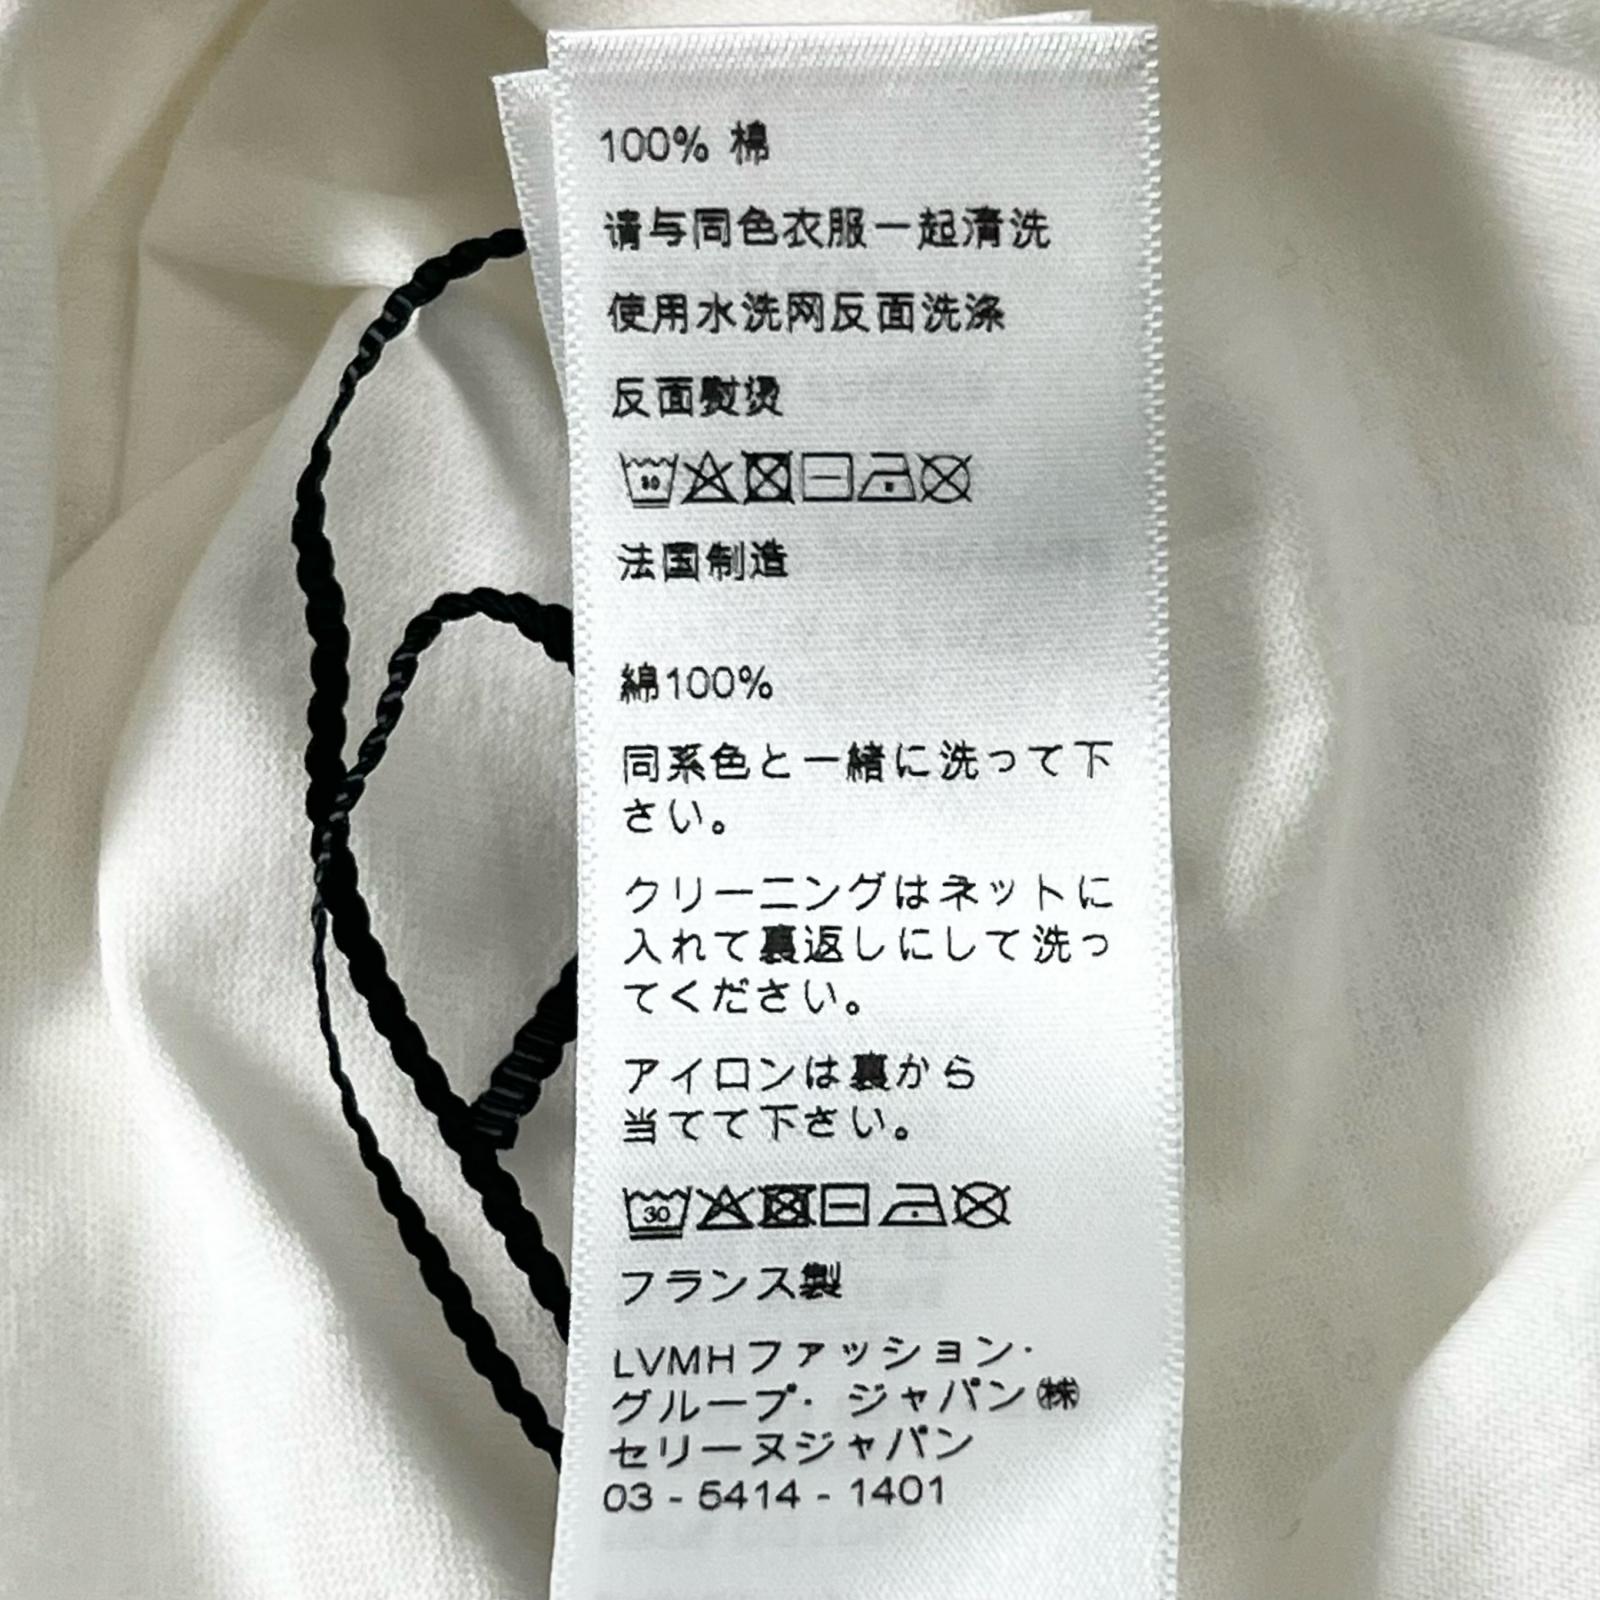 100% 棉
请与同色衣服一起清洗
使用水洗网反面洗涤
反面熨烫
30
法国制造
綿100%
同系色と一緒に洗って下
さい。
クリーニングはネットに
入れて裏返しにして洗っ
てください。
アイロンは裏から
当てて下さい。
30
フランス製
LVMHファッション·
グループ· ジャパン㈱
セリーヌジャパン
03 - 5414 - 1401